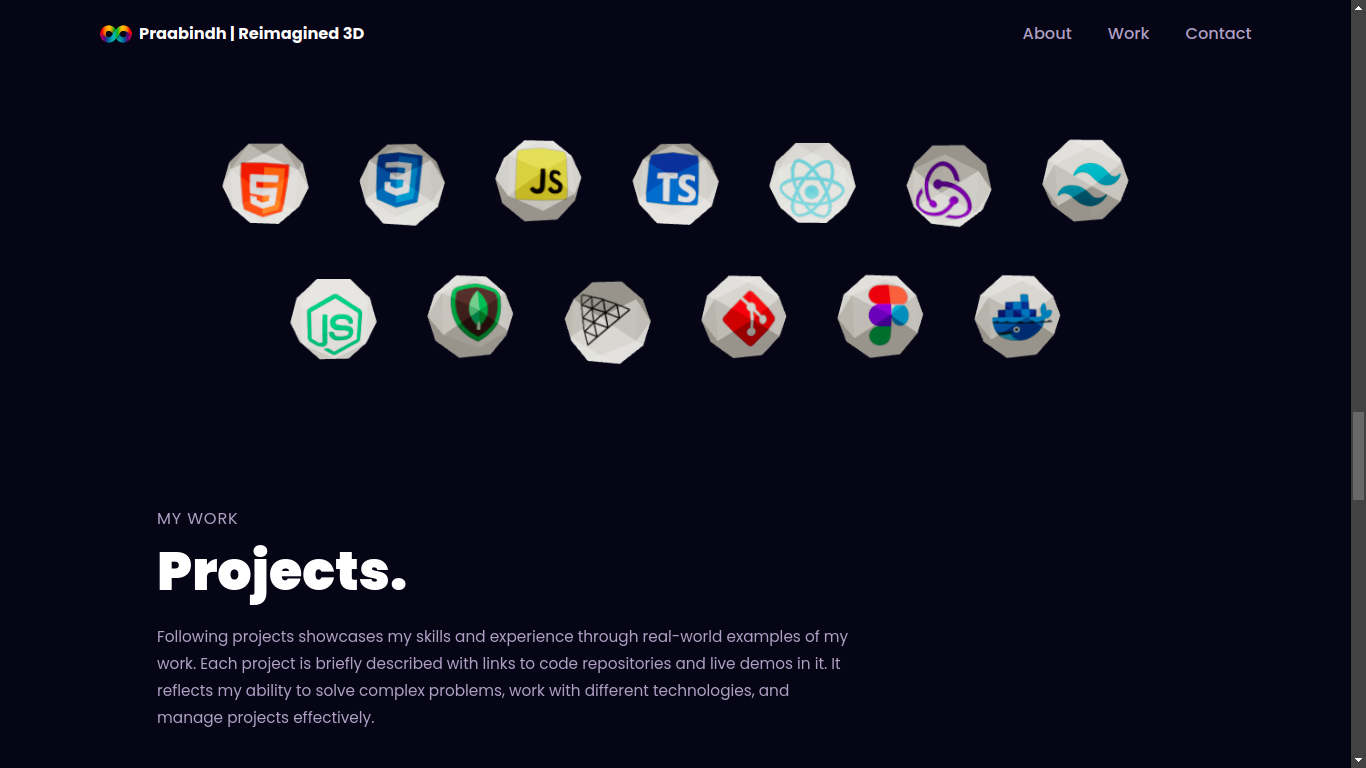 Praabindh | Reimagined 3D
About Work Contact
5
3
JS
TS
JS
MY WORK
Projects.
Following projects showcases my skills and experience through real-world examples of my
work. Each project is briefly described with links to code repositories and live demos in it. It
reflects my ability to solve complex problems, work with different technologies, and
manage projects effectively.